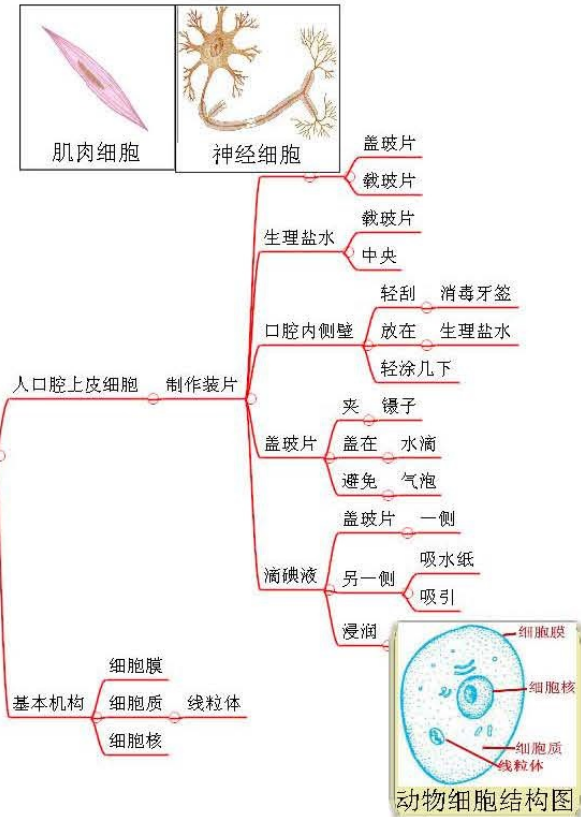 肌肉细胞
神经细胞
盖玻片
载玻片
生理盐水
载玻片
中央
口腔内侧壁
轻刮
消毒牙签
放在
生理盐水
轻涂几下
人口腔上皮细胞
制作装片
盖玻片
夹
镊子
盖在
水滴
避免
气泡
滴碘液
盖玻片
一侧
另一侧
吸水纸
吸引
浸润
基本机构
细胞膜
细胞质
线粒体
细胞核
细胞膜
细胞核
细胞质
线粒体
动物细胞结构图